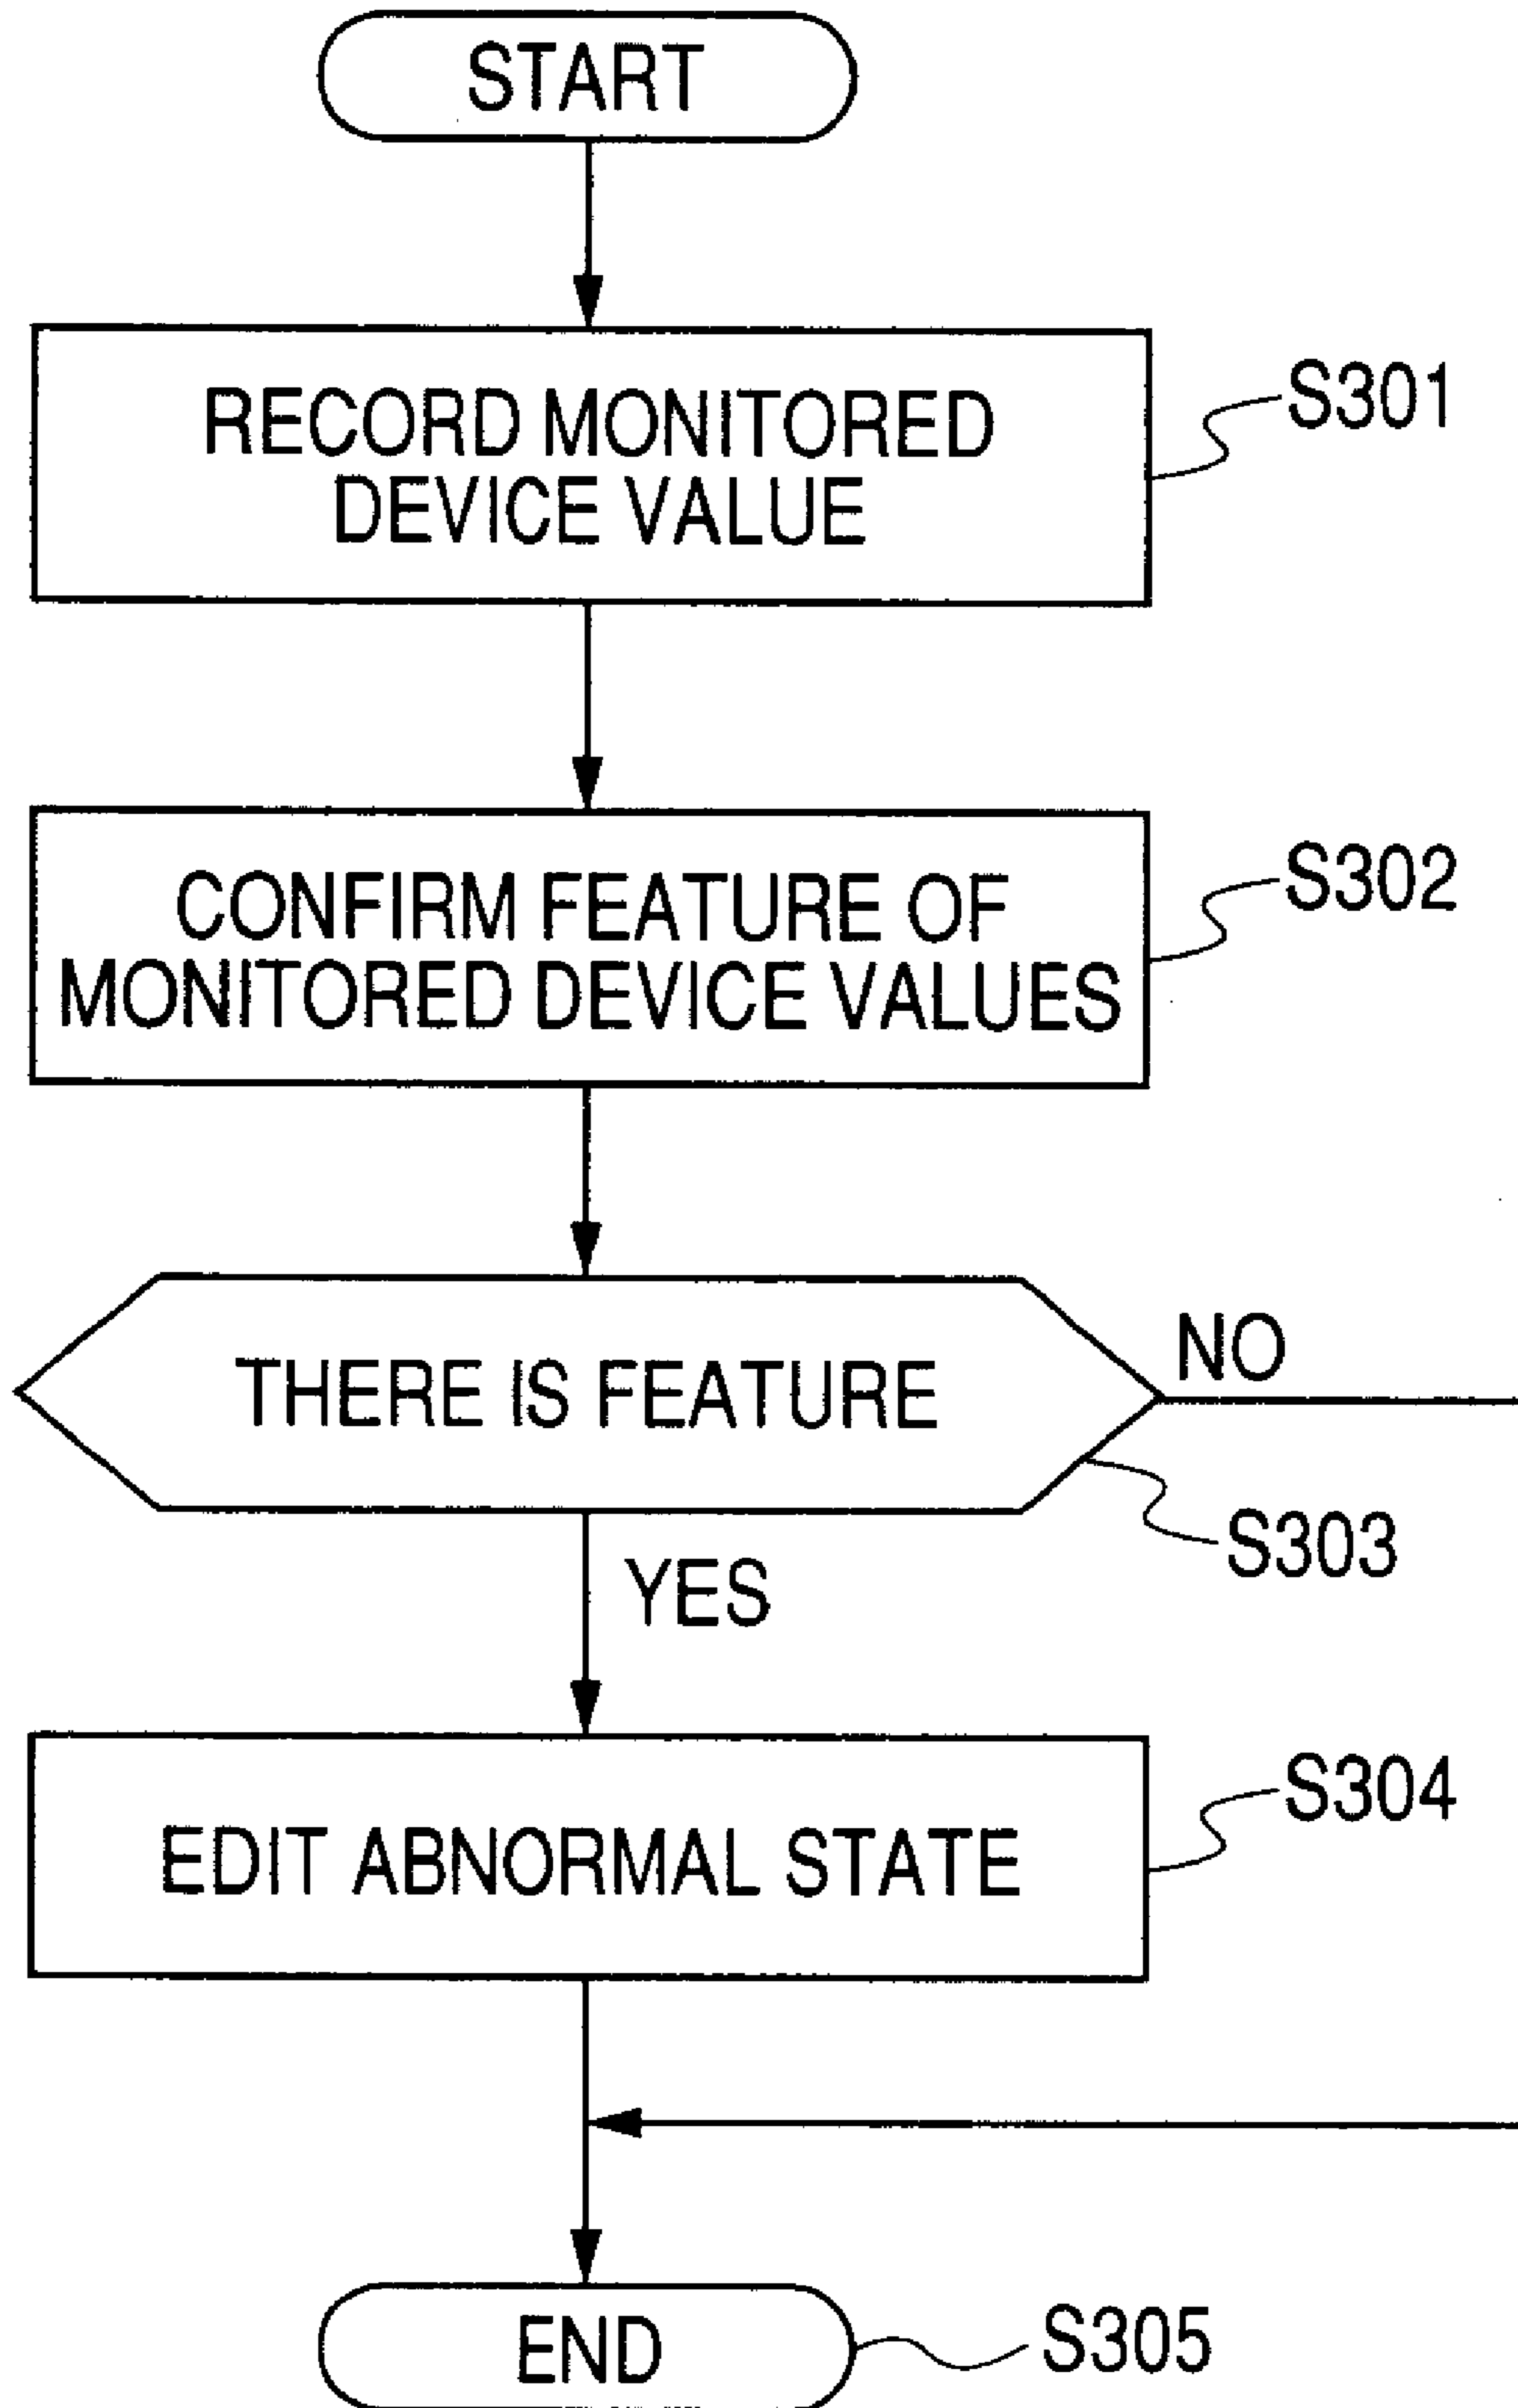 START
RECORD MONITORED
DEVICE VALUE
S301
CONFIRM FEATURE OF
MONITORED DEVICE VALUES
S302
THERE IS FEATURE
NO
S303
YES
EDIT ABNORMAL STATE
S304
END
S305